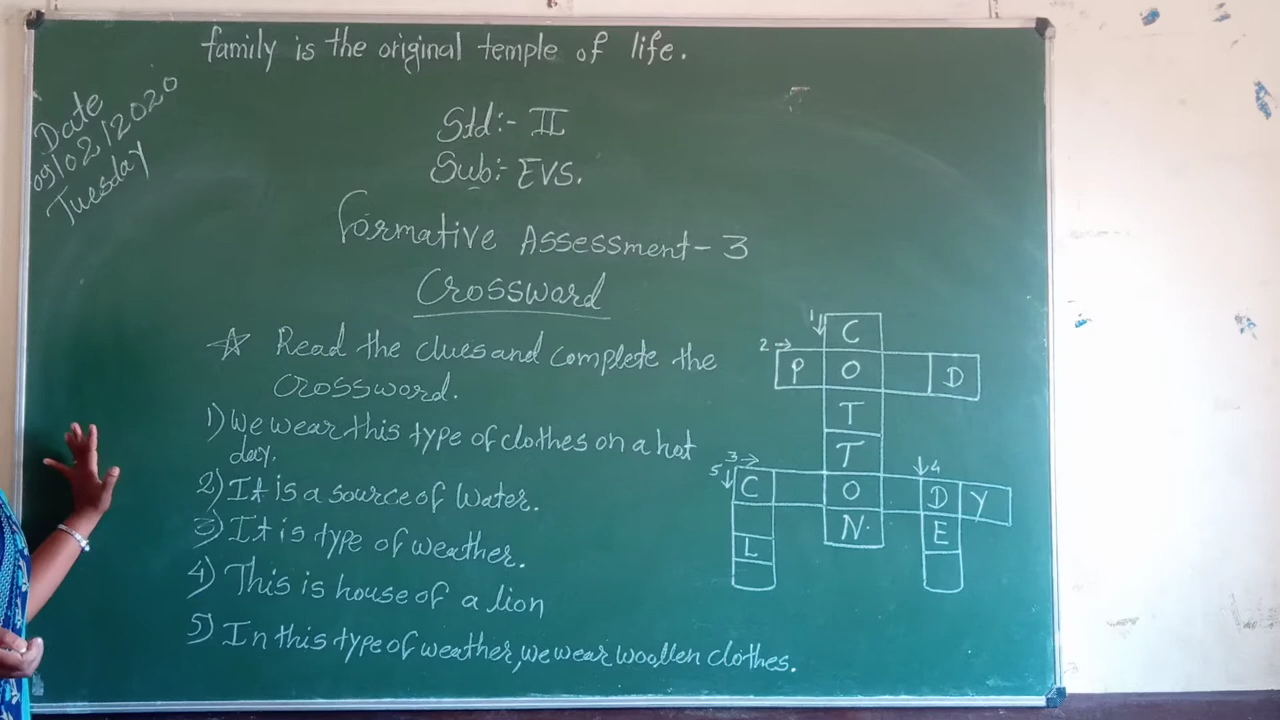 family is the original temple of life.
Date
09/02/2020
Tuesday
Std:- II
Sub:- EVS.
Formative Assessment-3
Crossward
Read the clues and complete the
crossword.
1) We wear this type of clothes on a hot
day.
2) It is a source of Water.
3) It is type of weather.
4) This is house of a lion
5) In this type of weather, we wear woollen clothes.
1 C
2 P O D
T
T
3 5 C O D Y 4
N E
L